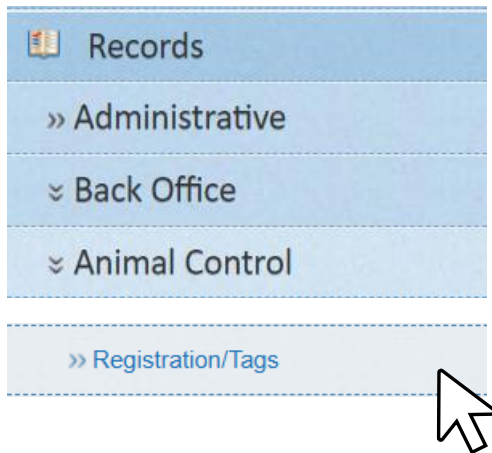 Records
» Administrative
» Back Office
» Animal Control
» Registration/Tags